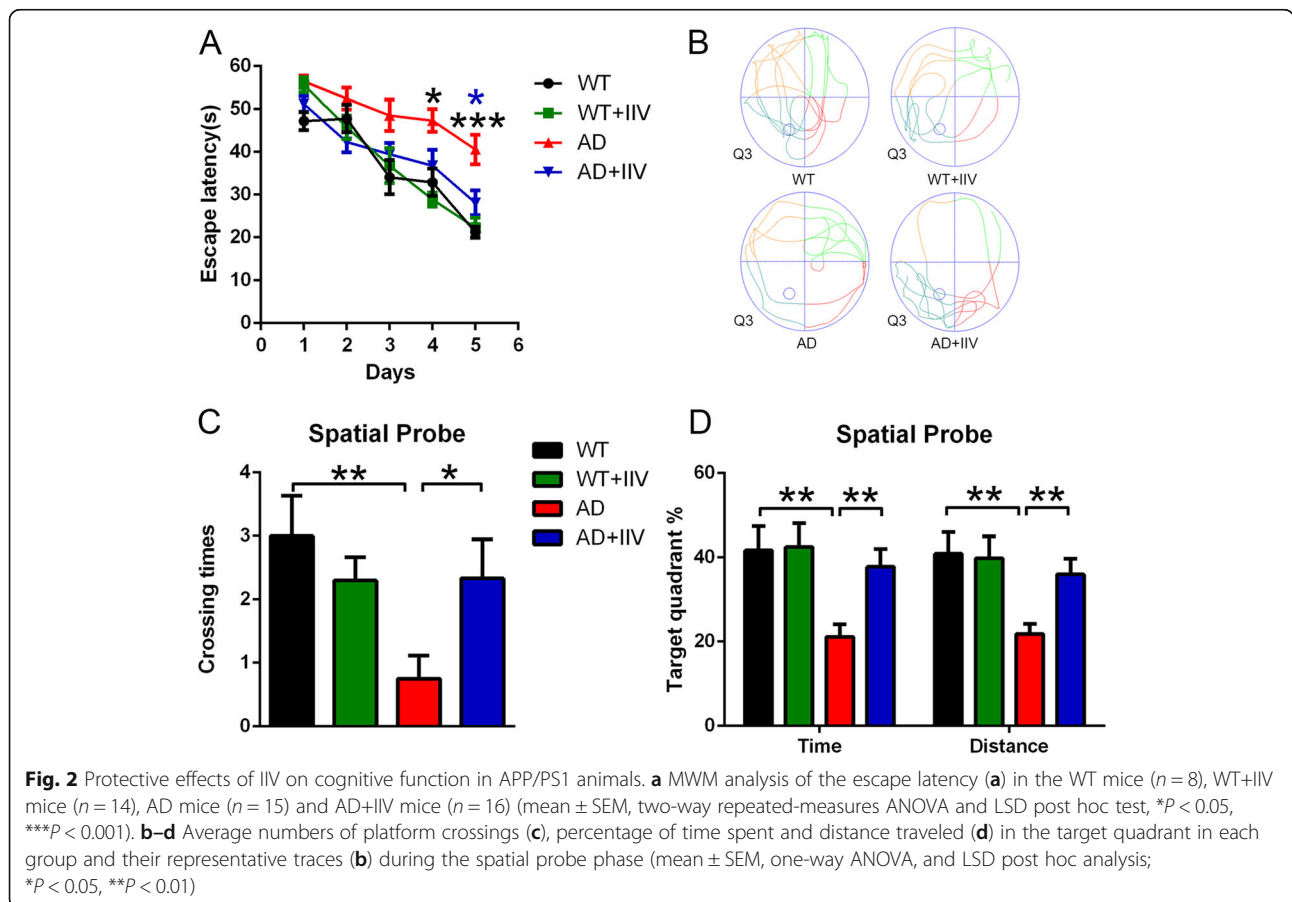 A
60
50
40
30
20
10
0
Escape latency(s)
0 1 2 3 4 5 6
Days
* *
***
WT
WT+IIV
AD
AD+IIV
B
Q3
WT
WT+IIV
Q3
Q3
AD
AD+IIV
Q3
C
Spatial Probe
4
3
2
1
0
Crossing times
** *
WT
WT+IIV
AD
AD+IIV
D
Spatial Probe
60
40
20
0
Target quadrant %
** ** ** **
Time Distance
Fig. 2 Protective effects of IIV on cognitive function in APP/PS1 animals. a MWM analysis of the escape latency (a) in the WT mice (n = 8), WT+IIV
mice (n = 14), AD mice (n = 15) and AD+IIV mice (n = 16) (mean ± SEM, two-way repeated-measures ANOVA and LSD post hoc test, *P < 0.05,
***P < 0.001). b–d Average numbers of platform crossings (c), percentage of time spent and distance traveled (d) in the target quadrant in each
group and their representative traces (b) during the spatial probe phase (mean ± SEM, one-way ANOVA, and LSD post hoc analysis;
*P < 0.05, **P < 0.01)